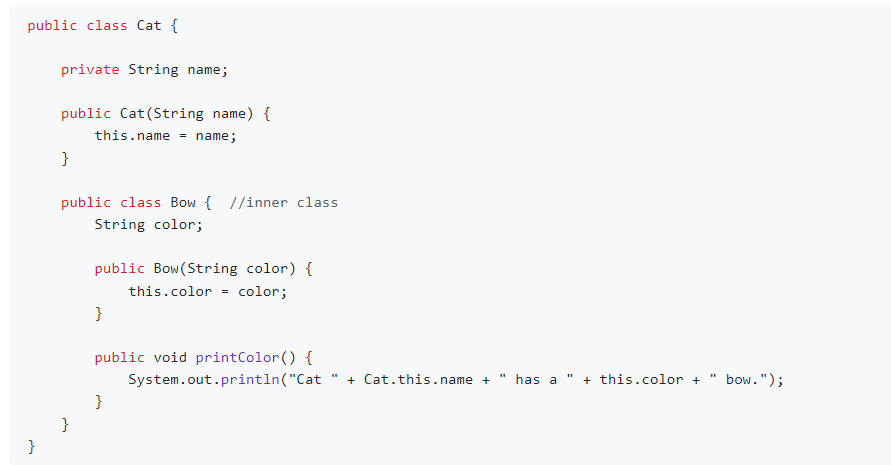 public class Cat {
private String name;
public Cat(String name) {
this.name = name;
}
public class Bow {  //inner class
String color;
public Bow(String color) {
this.color = color;
}
public void printColor() {
System.out.println("Cat " + Cat.this.name + " has a " + this.color + " bow.");
}
}
}